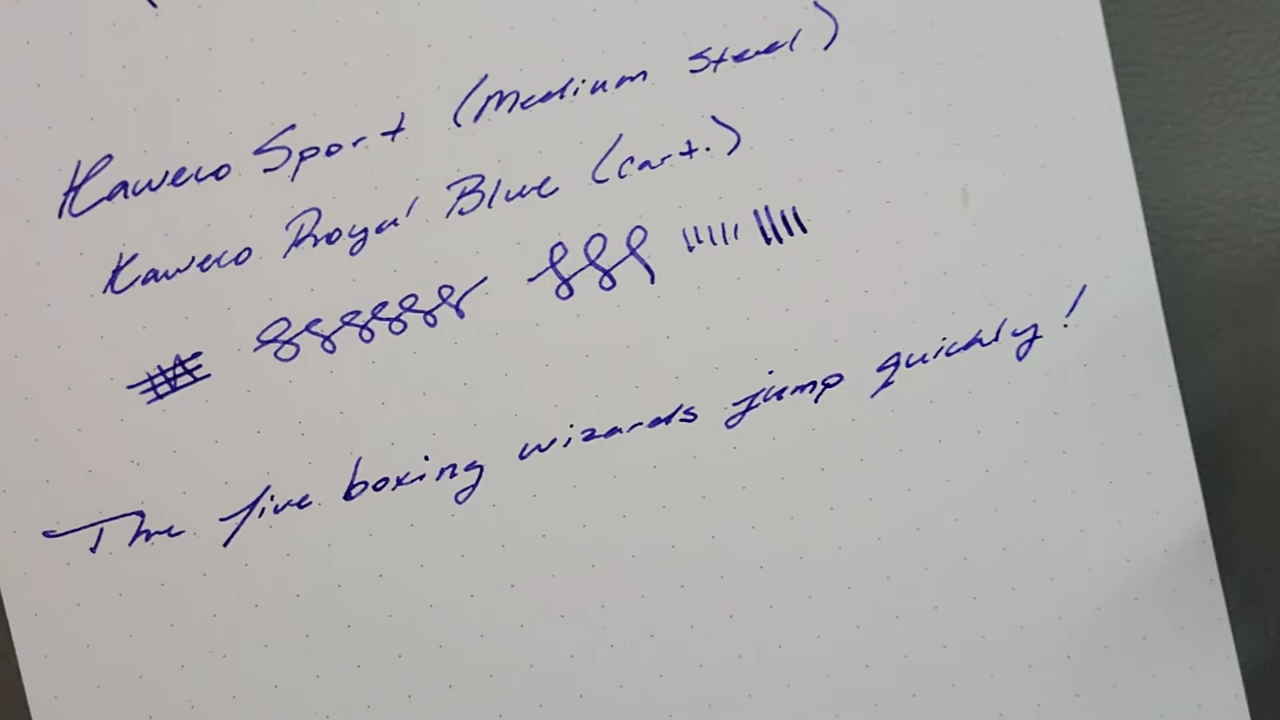 Kaweco Sport (Medium Steel)
Kaweco Royal Blue (cart.)
The five boxing wizards jump quickly!